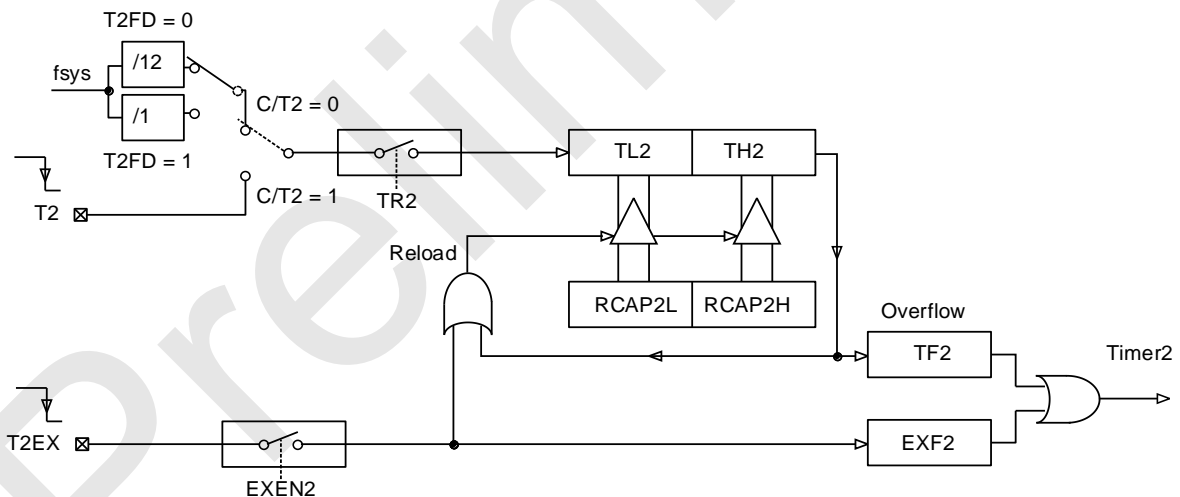 T2FD = 0
/12
fsys
C/T2 = 0
/1
T2FD = 1
TL2
TH2
T2
C/T2 = 1
TR2
Reload
RCAP2L
RCAP2H
Overflow
TF2
Timer2
T2EX
EXF2
EXEN2
Prelim